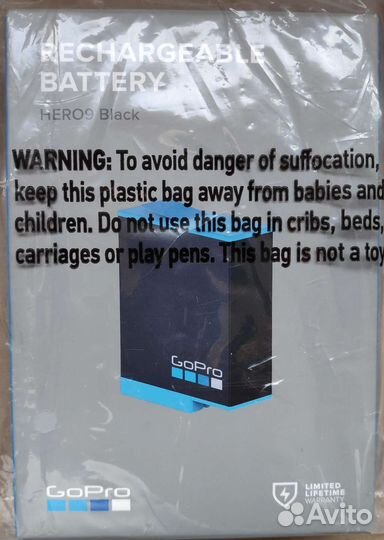 RECHARGEABLE
BATTERY
HERO9 Black
WARNING: To avoid danger of suffocation,
keep this plastic bag away from babies and
children. Do not use this bag in cribs, beds,
carriages or play pens. This bag is not a toy
GoPro
GoPro
LIMITED
LIFETIME
WARRANTY
Avito